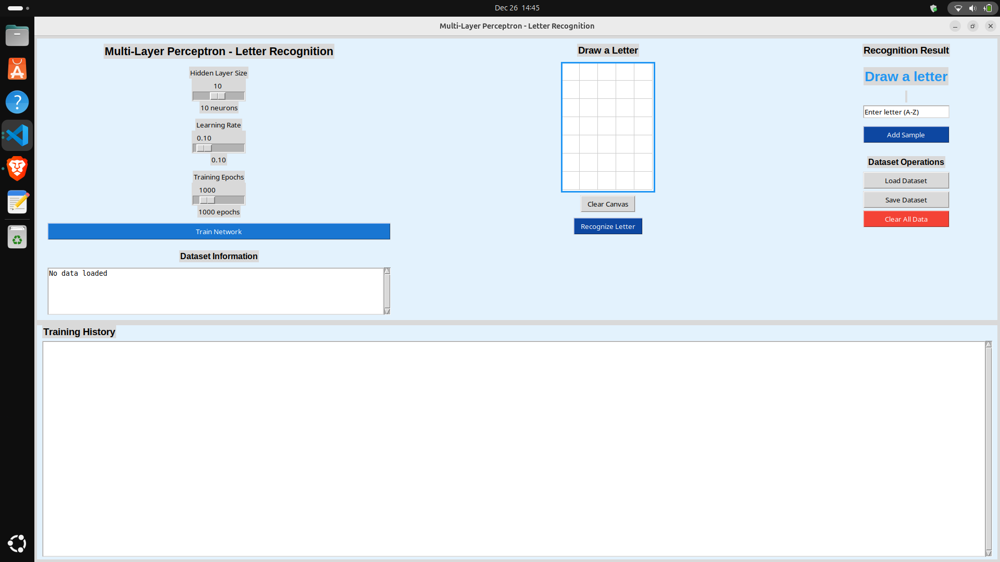 Dec 26 14:45
Multi-Layer Perceptron - Letter Recognition
Multi-Layer Perceptron - Letter Recognition
Hidden Layer Size
10
10 neurons
Learning Rate
0.10
0.10
Training Epochs
1000
1000 epochs
Train Network
Dataset Information
No data loaded
Draw a Letter
Clear Canvas
Recognize Letter
Recognition Result
Draw a letter
Enter letter (A-Z)
Add Sample
Dataset Operations
Load Dataset
Save Dataset
Clear All Data
Training History